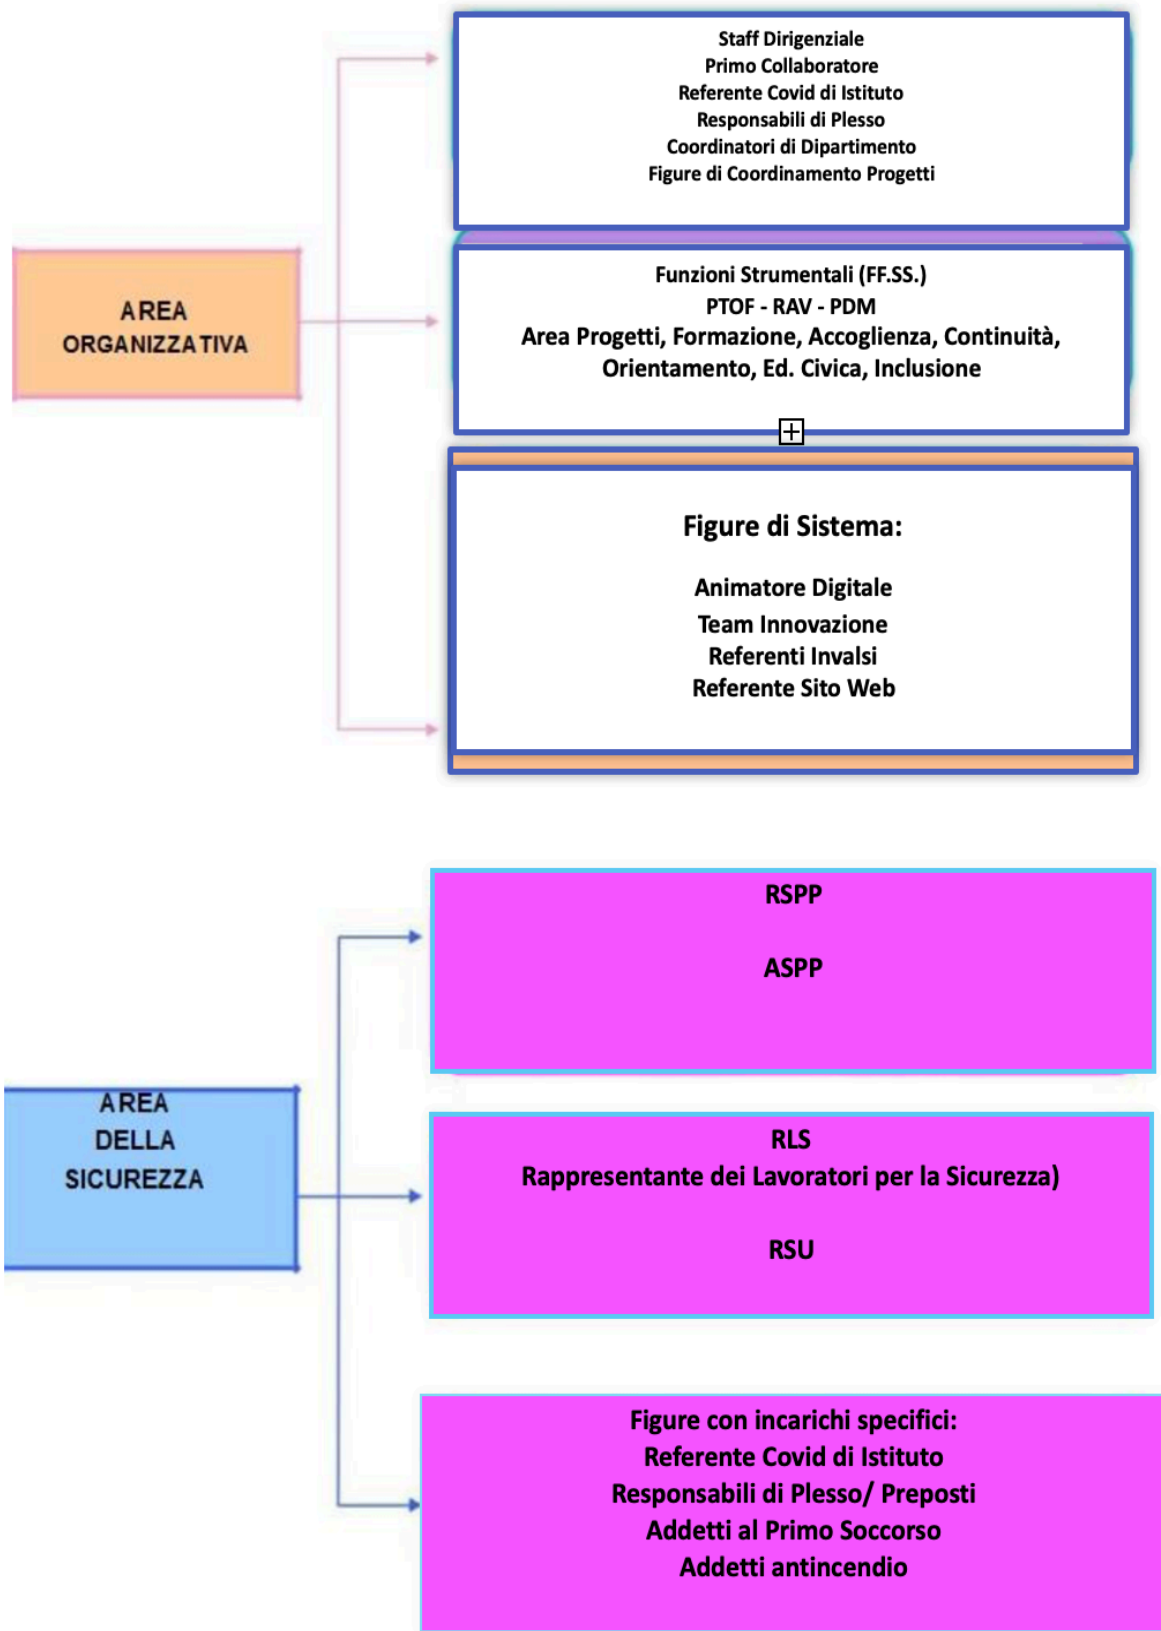 Staff Dirigenziale
Primo Collaboratore
Referente Covid di Istituto
Responsabili di Plesso
Coordinatori di Dipartimento
Figure di Coordinamento Progetti
AREA
ORGANIZZATIVA
Funzioni Strumentali (FF.SS.)
PTOF - RAV - PDM
Area Progetti, Formazione, Accoglienza, Continuità,
Orientamento, Ed. Civica, Inclusione
Figure di Sistema:
Animatore Digitale
Team Innovazione
Referenti Invalsi
Referente Sito Web
RSPP
ASPP
AREA
DELLA
SICUREZZA
RLS
Rappresentante dei Lavoratori per la Sicurezza)
RSU
Figure con incarichi specifici:
Referente Covid di Istituto
Responsabili di Plesso/ Preposti
Addetti al Primo Soccorso
Addetti antincendio